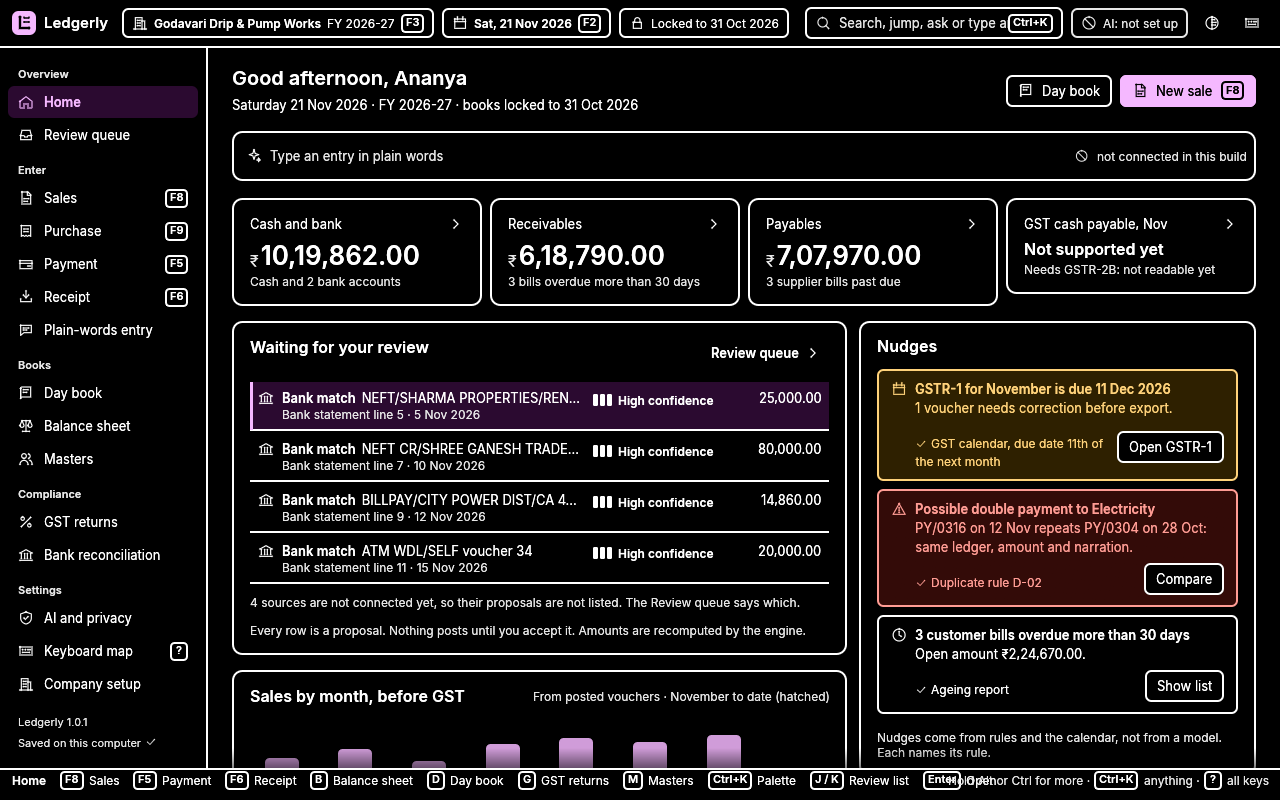 Ledgerly
Godavari Drip & Pump Works FY 2026-27 F3
Sat, 21 Nov 2026 F2
Locked to 31 Oct 2026
Search, jump, ask or type a Ctrl+K
AI: not set up
Overview
Home
Review queue
Enter
Sales F8
Purchase F9
Payment F5
Receipt F6
Plain-words entry
Books
Day book
Balance sheet
Masters
Compliance
GST returns
Bank reconciliation
Settings
AI and privacy
Keyboard map ?
Company setup
Ledgerly 1.0.1
Saved on this computer
Good afternoon, Ananya
Saturday 21 Nov 2026 · FY 2026-27 · books locked to 31 Oct 2026
Day book
New sale F8
Type an entry in plain words
not connected in this build
Cash and bank
₹10,19,862.00
Cash and 2 bank accounts
Receivables
₹6,18,790.00
3 bills overdue more than 30 days
Payables
₹7,07,970.00
3 supplier bills past due
GST cash payable, Nov
Not supported yet
Needs GSTR-2B: not readable yet
Waiting for your review
Review queue
Bank match NEFT/SHARMA PROPERTIES/REN... High confidence 25,000.00
Bank statement line 5 · 5 Nov 2026
Bank match NEFT CR/SHREE GANESH TRADE... High confidence 80,000.00
Bank statement line 7 · 10 Nov 2026
Bank match BILLPAY/CITY POWER DIST/CA 4... High confidence 14,860.00
Bank statement line 9 · 12 Nov 2026
Bank match ATM WDL/SELF voucher 34 High confidence 20,000.00
Bank statement line 11 · 15 Nov 2026
4 sources are not connected yet, so their proposals are not listed. The Review queue says which.
Every row is a proposal. Nothing posts until you accept it. Amounts are recomputed by the engine.
Sales by month, before GST
From posted vouchers · November to date (hatched)
Nudges
GSTR-1 for November is due 11 Dec 2026
1 voucher needs correction before export.
GST calendar, due date 11th of
the next month
Open GSTR-1
Possible double payment to Electricity
PY/0316 on 12 Nov repeats PY/0304 on 28 Oct:
same ledger, amount and narration.
Duplicate rule D-02
Compare
3 customer bills overdue more than 30 days
Open amount ₹2,24,670.00.
Ageing report
Show list
Nudges come from rules and the calendar, not from a model.
Each names its rule.
Home F8 Sales F5 Payment F6 Receipt B Balance sheet D Day book G GST returns M Masters Ctrl+K Palette J / K Review list Enter Open
or Ctrl for more · Ctrl+K anything · ? all keys